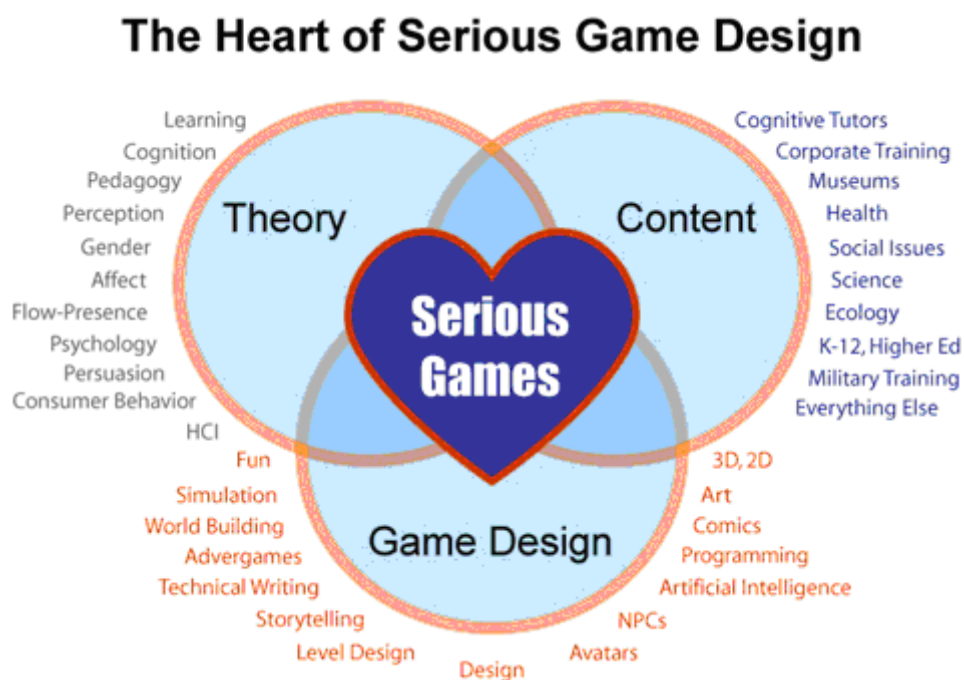 The Heart of Serious Game Design
Learning
Cognition
Pedagogy
Perception
Gender
Affect
Flow-Presence
Psychology
Persuasion
Consumer Behavior
HCI
Theory
Content
Cognitive Tutors
Corporate Training
Museums
Health
Social Issues
Science
Ecology
K-12, Higher Ed
Military Training
Everything Else
Serious
Games
Game Design
Fun
Simulation
World Building
Advergames
Technical Writing
Storytelling
Level Design
Design
Avatars
NPCs
Artificial Intelligence
Programming
Comics
Art
3D, 2D